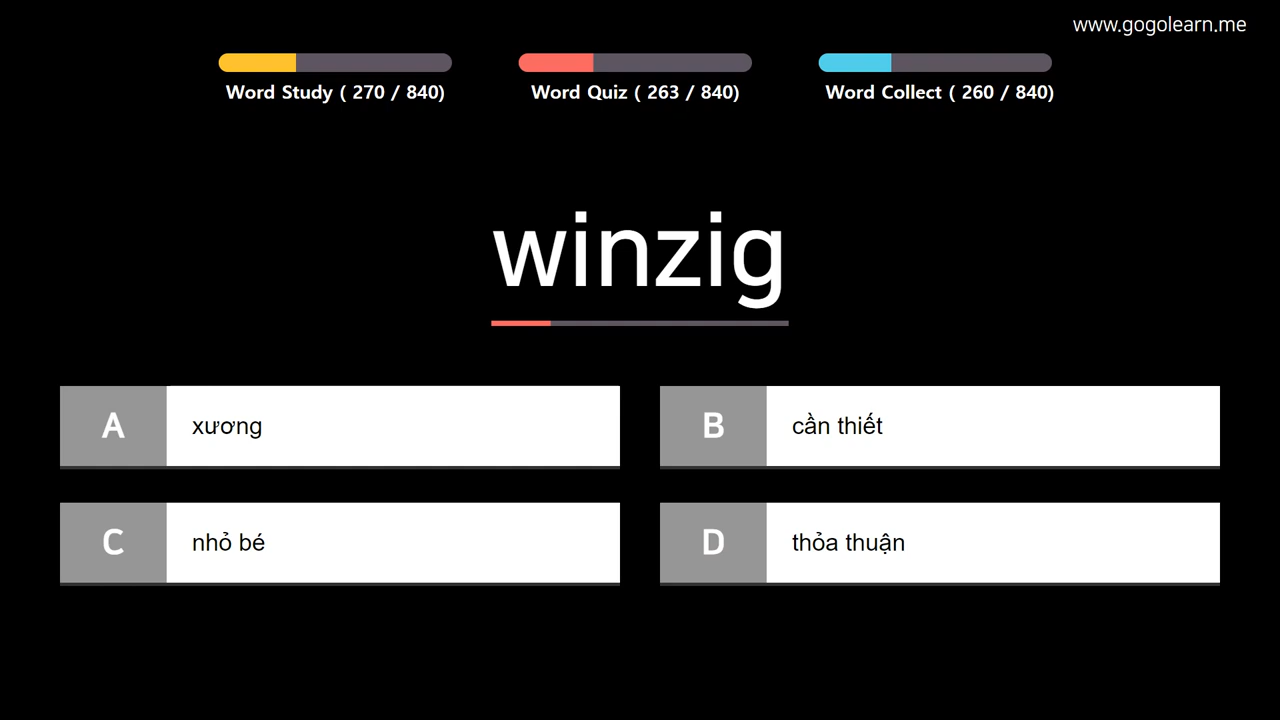 www.gogolearn.me
Word Study ( 270 / 840)
Word Quiz ( 263 / 840)
Word Collect ( 260 / 840)
winzig
A xương
B cần thiết
C nhỏ bé
D thỏa thuận